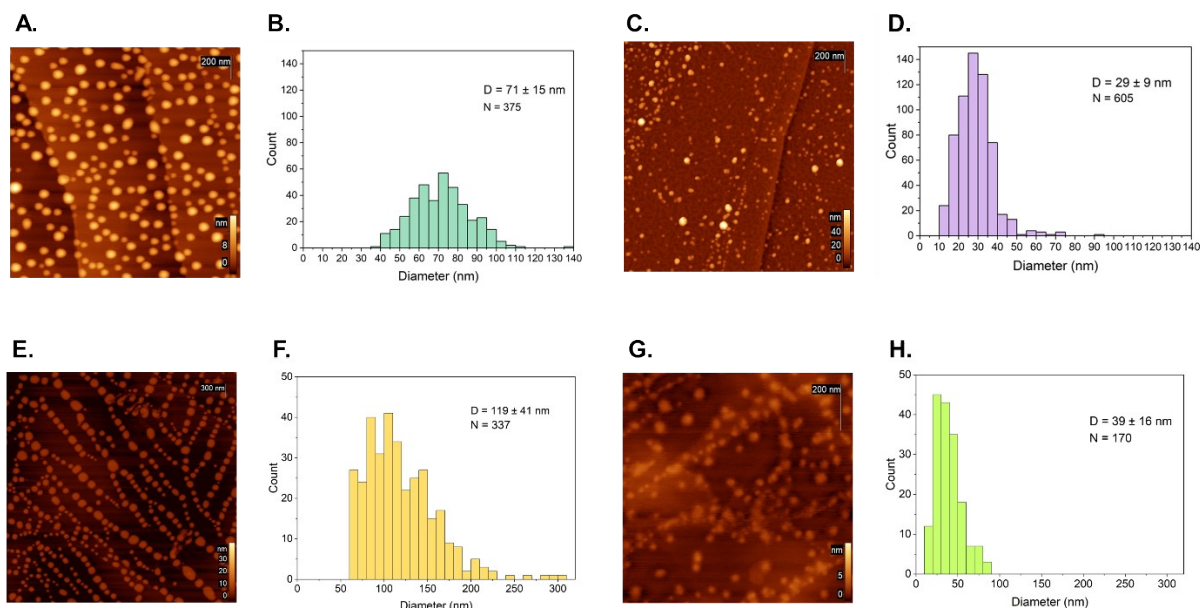 A.
200 nm
nm
8
0
B.
140
120
100
80
60
40
20
0
Count
D = 71 ± 15 nm
N = 375
0 10 20 30 40 50 60 70 80 90 100 110 120 130 140
Diameter (nm)
C.
200 nm
nm
40
20
0
D.
140
120
100
80
60
40
20
0
Count
D = 29 ± 9 nm
N = 605
0 10 20 30 40 50 60 70 80 90 100 110 120 130 140
Diameter (nm)
E.
300 nm
nm
30
20
10
0
F.
50
40
30
20
10
0
Count
D = 119 ± 41 nm
N = 337
0 50 100 150 200 250 300
Diameter (nm)
G.
200 nm
nm
5
0
H.
50
40
30
20
10
0
Count
D = 39 ± 16 nm
N = 170
0 50 100 150 200 250 300
Diameter (nm)